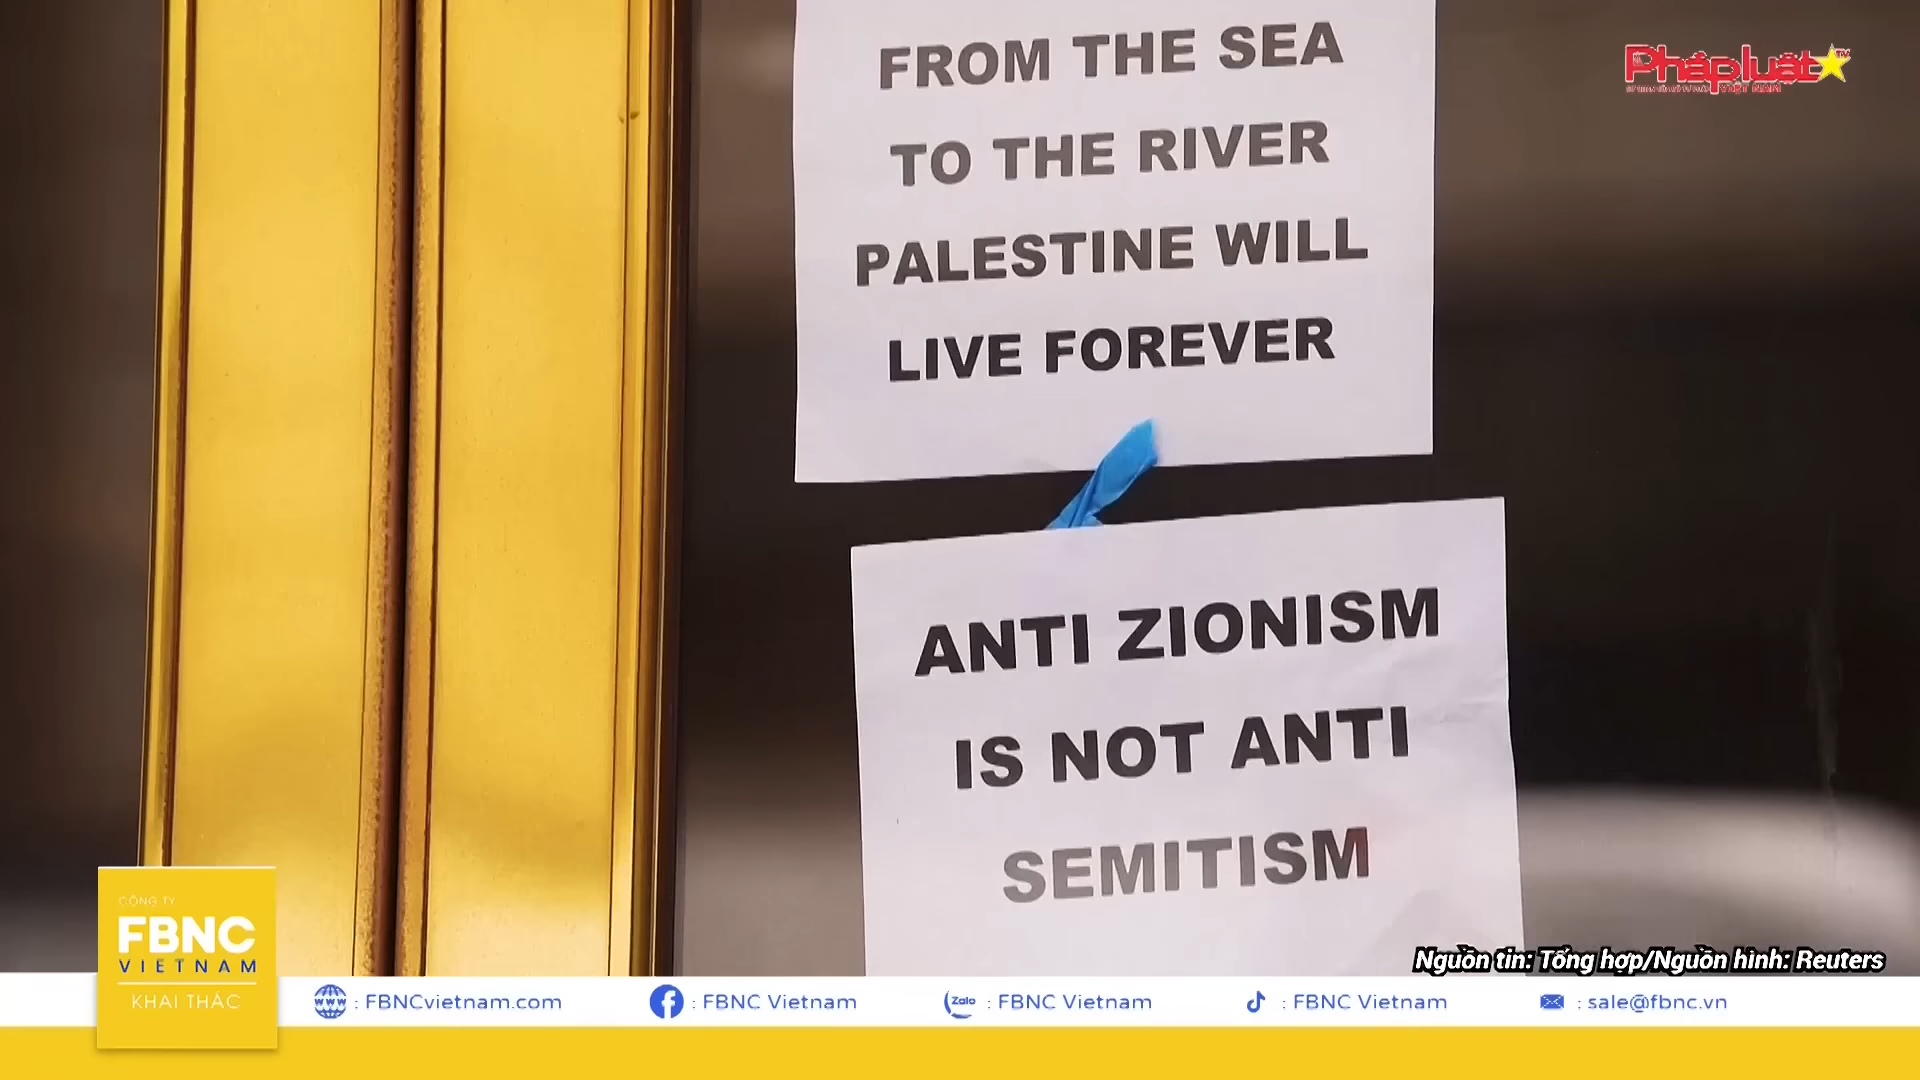 FROM THE SEA
TO THE RIVER
PALESTINE WILL
LIVE FOREVER
Phápluật
VIỆT NAM
ANTI ZIONISM
IS NOT ANTI
SEMITISM
Nguồn tin: Tổng hợp/Nguồn hình: Reuters
CÔNG TY
FBNC
VIETNAM
KHAI THÁC
: FBNCvietnam.com
: FBNC Vietnam
Zalo : FBNC Vietnam
: FBNC Vietnam
: sale@fbnc.vn